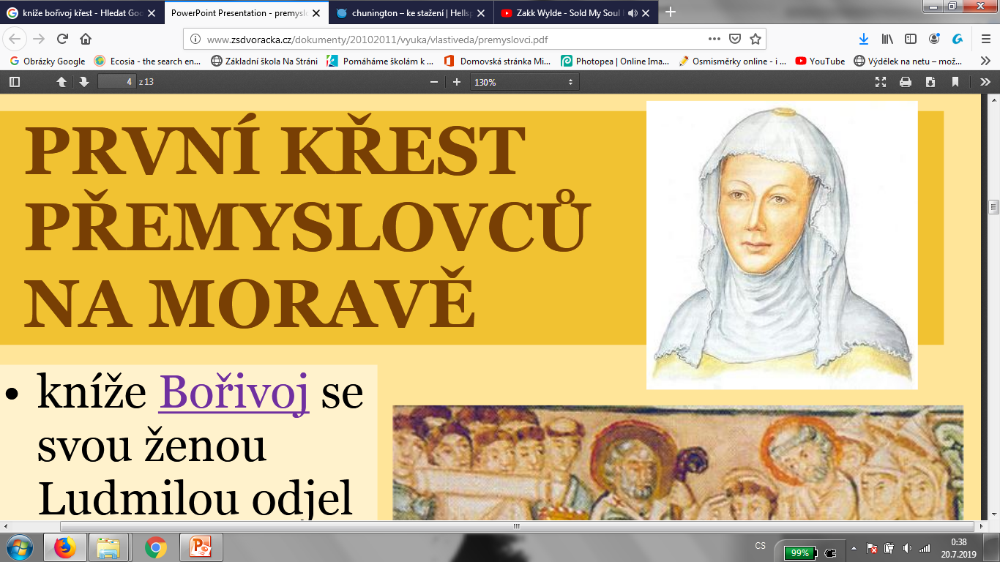 kníže bořivoj křest - Hledat Goo
PowerPoint Presentation - premysl
chunington – ke stažení | Hellsp
Zakk Wylde - Sold My Soul
www.zsdvoracka.cz/dokumenty/20102011/vyuka/vlastiveda/premyslovci.pdf
Obrázky Google
Ecosia - the search en...
Základní škola Na Stráni
Pomáháme školám k ...
Domovská stránka Mi...
Photopea | Online Ima...
Osmisměrky online - i ...
YouTube
Výdělek na netu – mož...
4 z 13
130%
PRVNÍ KŘEST
PŘEMYSLOVCŮ
NA MORAVĚ
• kníže Bořivoj se
svou ženou
Ludmilou odjel
CS
99%
0:38
20.7.2019